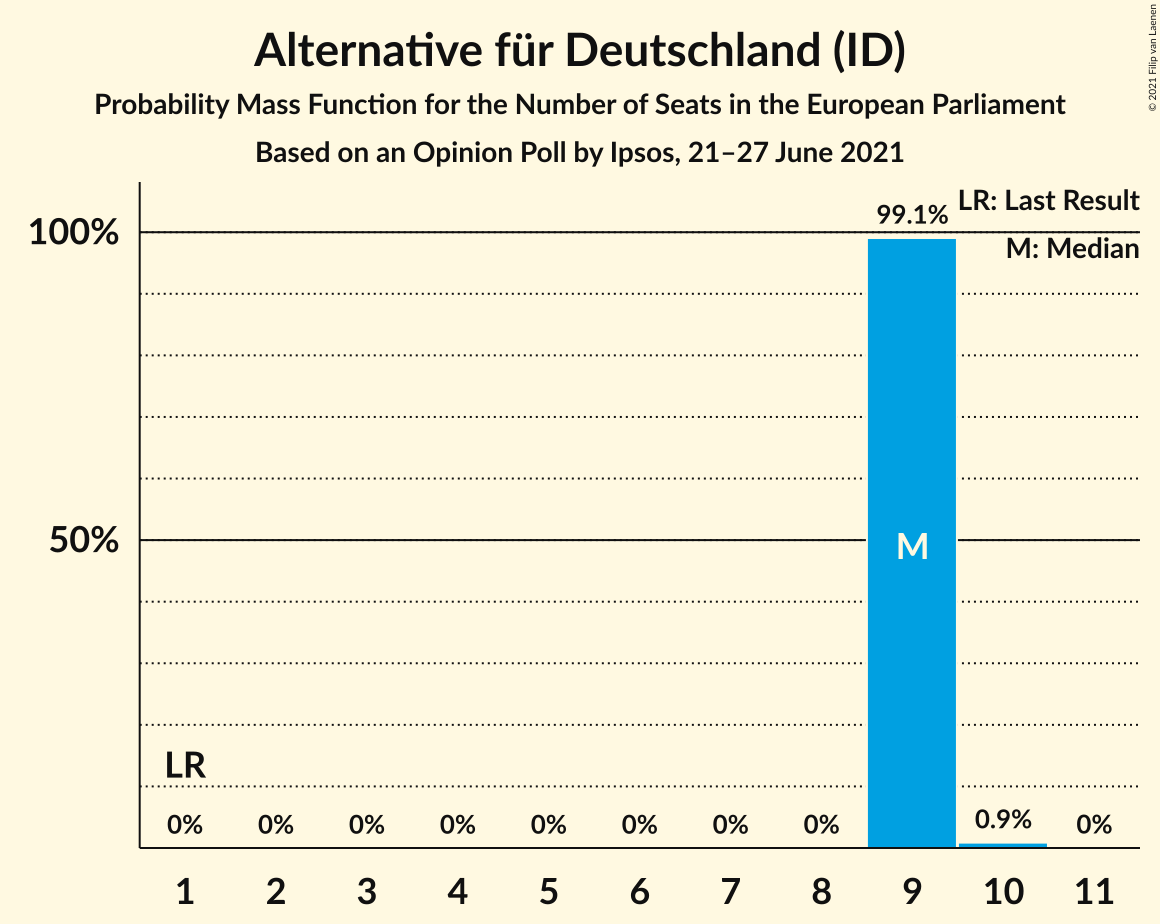 Alternative für Deutschland (ID)
Probability Mass Function for the Number of Seats in the European Parliament
Based on an Opinion Poll by Ipsos, 21–27 June 2021
© 2021 Filip van Laenen
LR: Last Result
M: Median
99.1%
100%
50%
M
LR
0% 0% 0% 0% 0% 0% 0% 0% 0.9% 0%
1 2 3 4 5 6 7 8 9 10 11